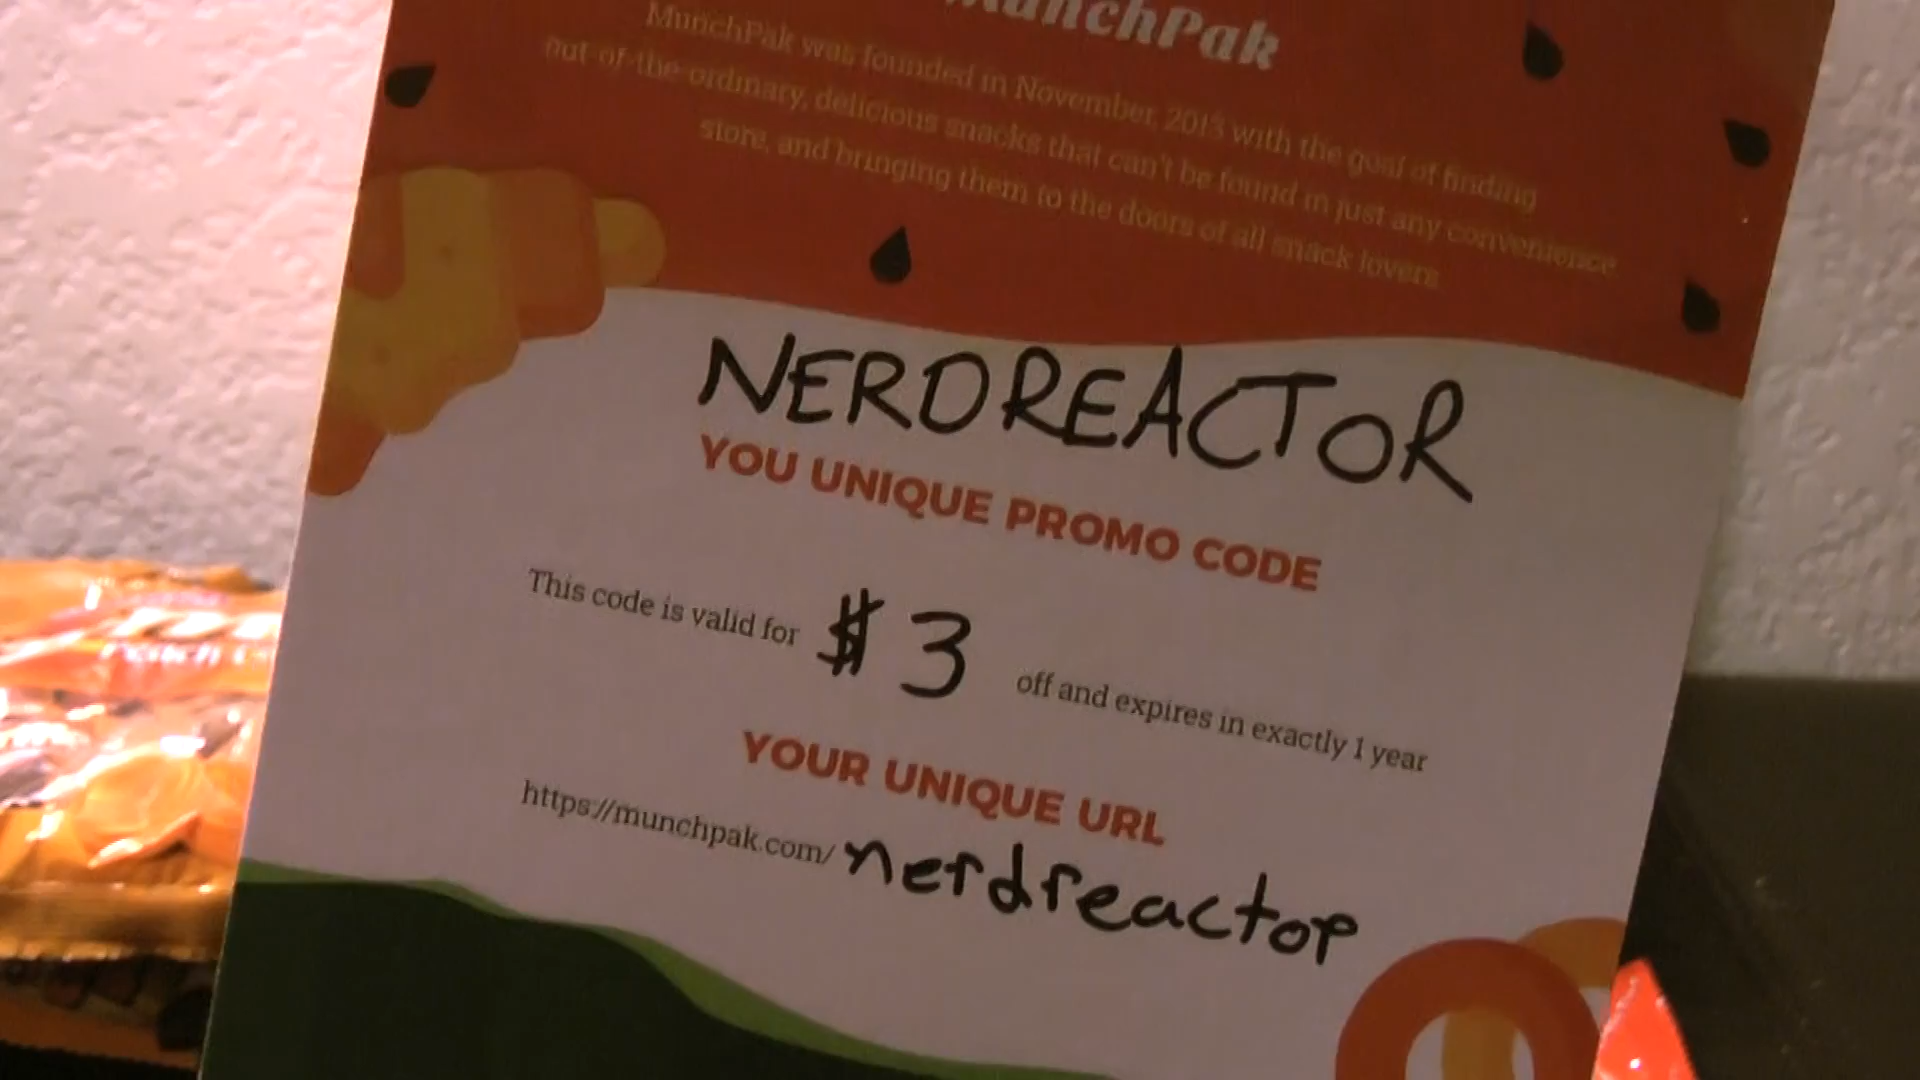 MunchPak
MunchPak was founded in November, 2013 with the goal of finding
out-of-the-ordinary, delicious snacks that can't be found in just any convenience
store, and bringing them to the doors of all snack lovers
NERDREACTOR
YOU UNIQUE PROMO CODE
This code is valid for $3 off and expires in exactly 1 year
YOUR UNIQUE URL
https://munchpak.com/nerdreactor